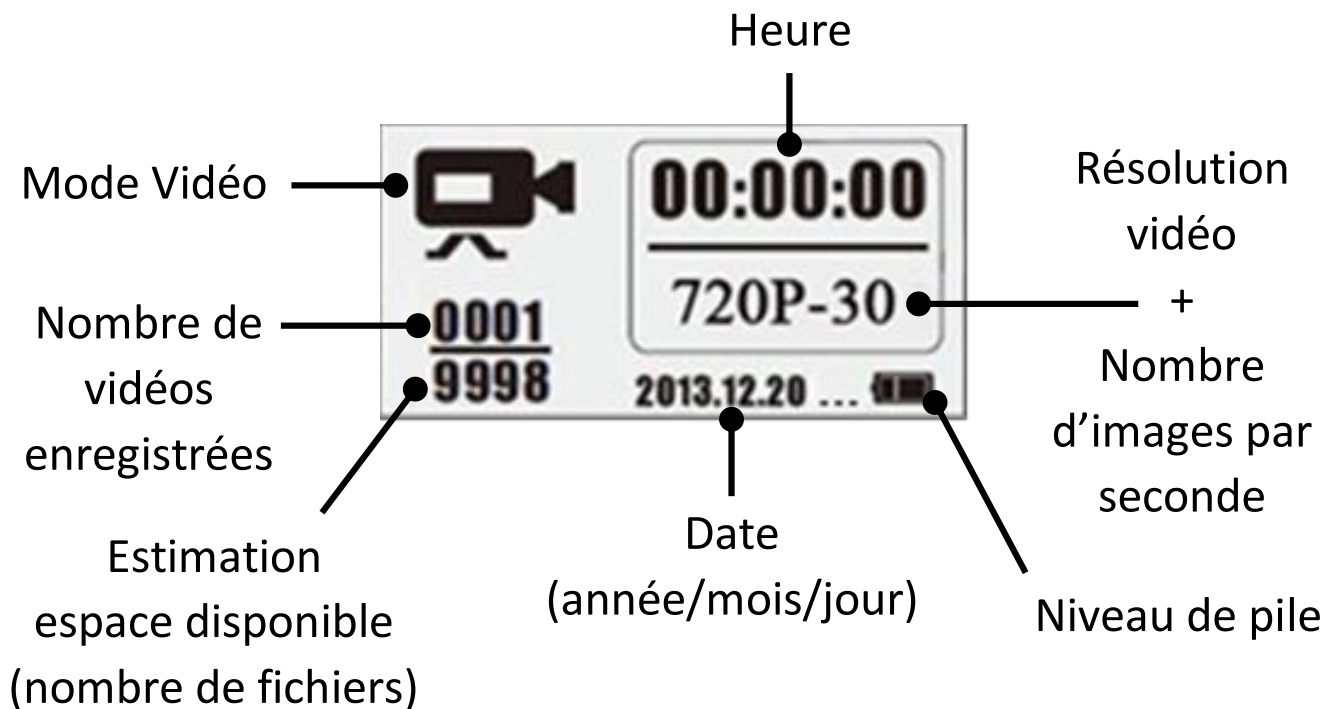 Heure
Mode Vidéo
00:00:00
720P-30
Résolution
vidéo
+
Nombre
d’images par
seconde
Nombre de
vidéos
enregistrées
0001
9998
2013.12.20 ...
Estimation
espace disponible
(nombre de fichiers)
Date
(année/mois/jour)
Niveau de pile